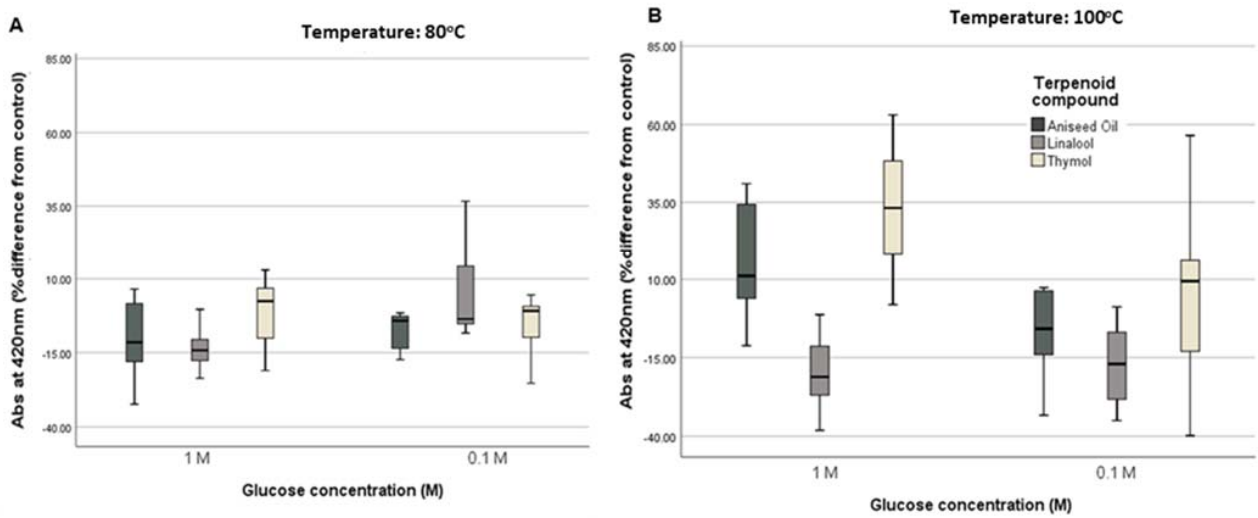 A
Temperature: 80°C
Abs at 420nm (%difference from control)
85.00
60.00
35.00
10.00
-15.00
-40.00
1 M
0.1 M
Glucose concentration (M)
B
Temperature: 100°C
Abs at 420nm (%difference from control)
85.00
60.00
35.00
10.00
-15.00
-40.00
Terpenoid
compound
Aniseed Oil
Linalool
Thymol
1 M
0.1 M
Glucose concentration (M)